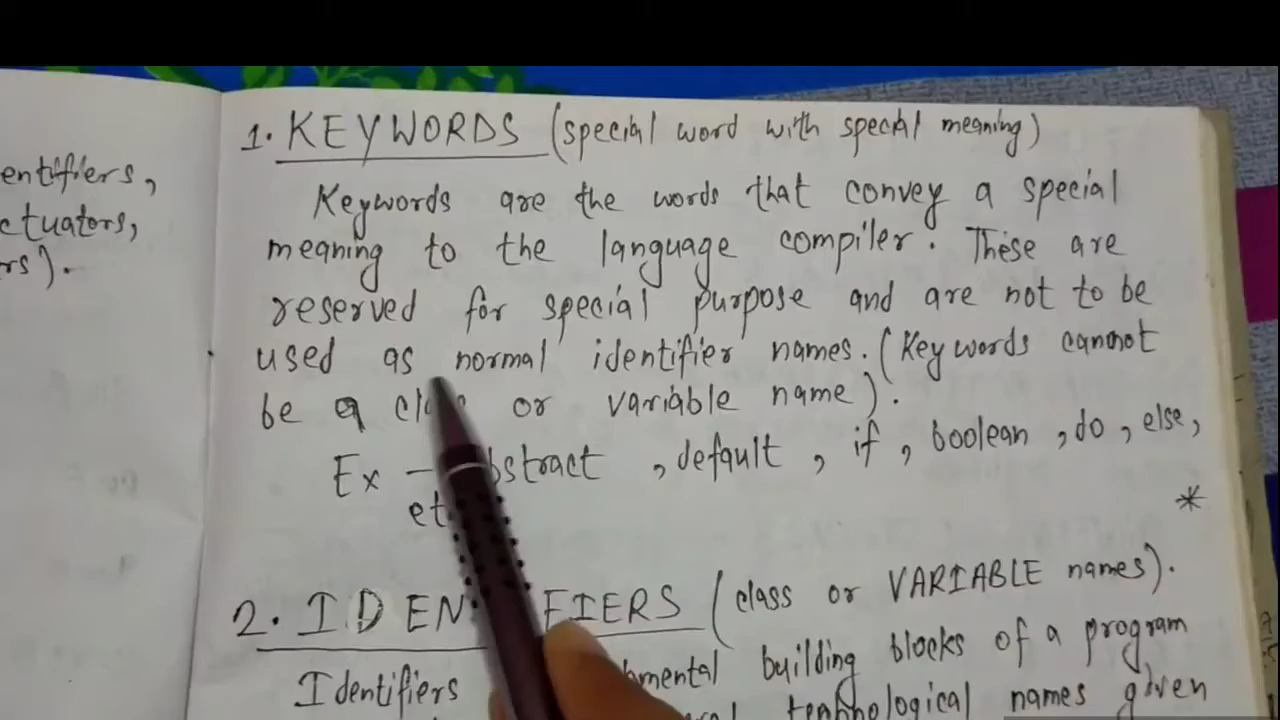 entifiers,
ctuators,
rs).
1. KEYWORDS (special word with special meaning)
Keywords are the words that convey a special
meaning to the language compiler. These are
reserved for special purpose and are not to be
used as normal identifier names. (Keywords cannot
be a or variable name).
Ex – bstract, default, if, boolean, do, else,
et
*
2. IDEN FIERS (class or VARIABLE names).
Identifiers mental building blocks of a program
names given